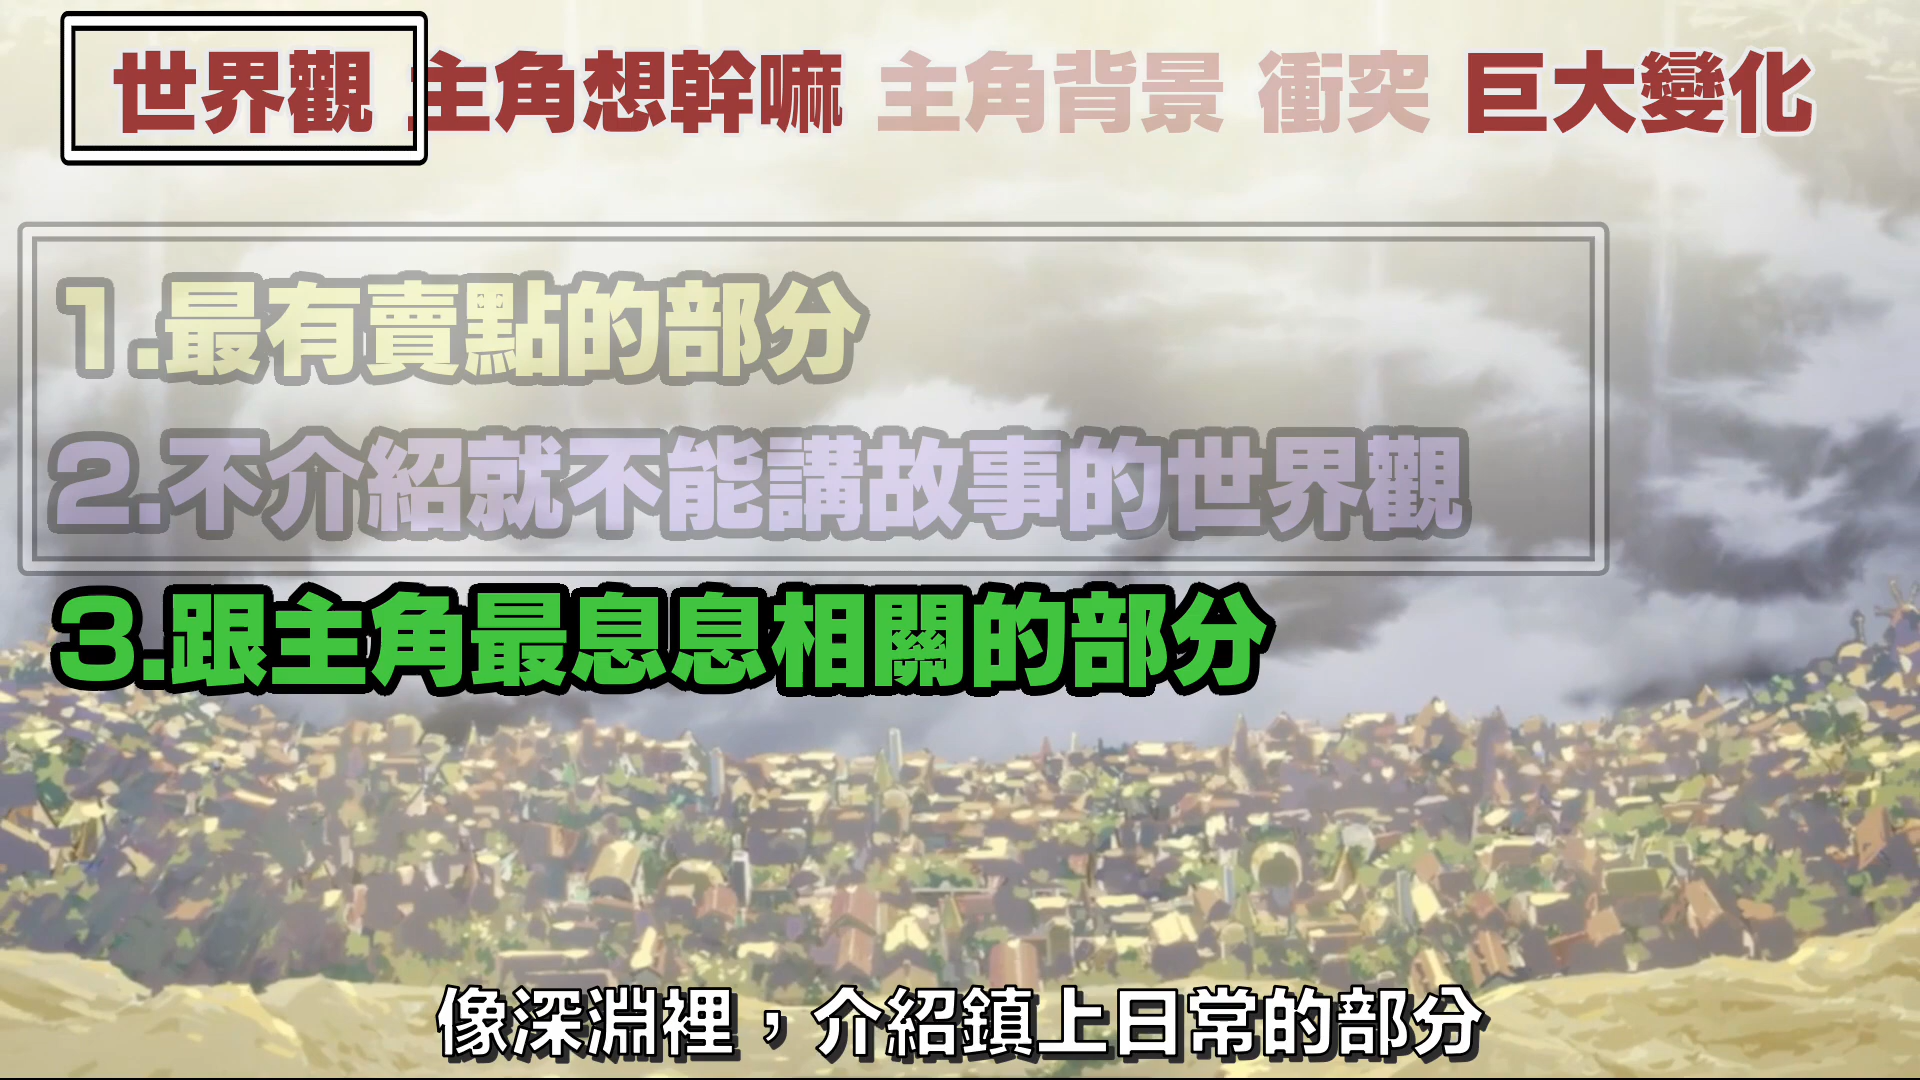 世界觀 主角想幹嘛 主角背景 衝突 巨大變化
1.最有賣點的部分
2.不介紹就不能講故事的世界觀
3.跟主角最息息相關的部分
像深淵裡，介紹鎮上日常的部分